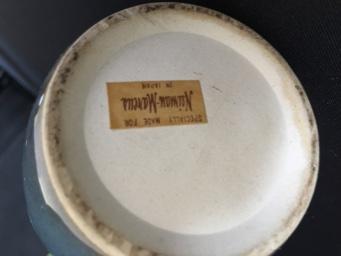 SPECIALLY MADE FOR
Neiman-Marcus
IN JAPAN